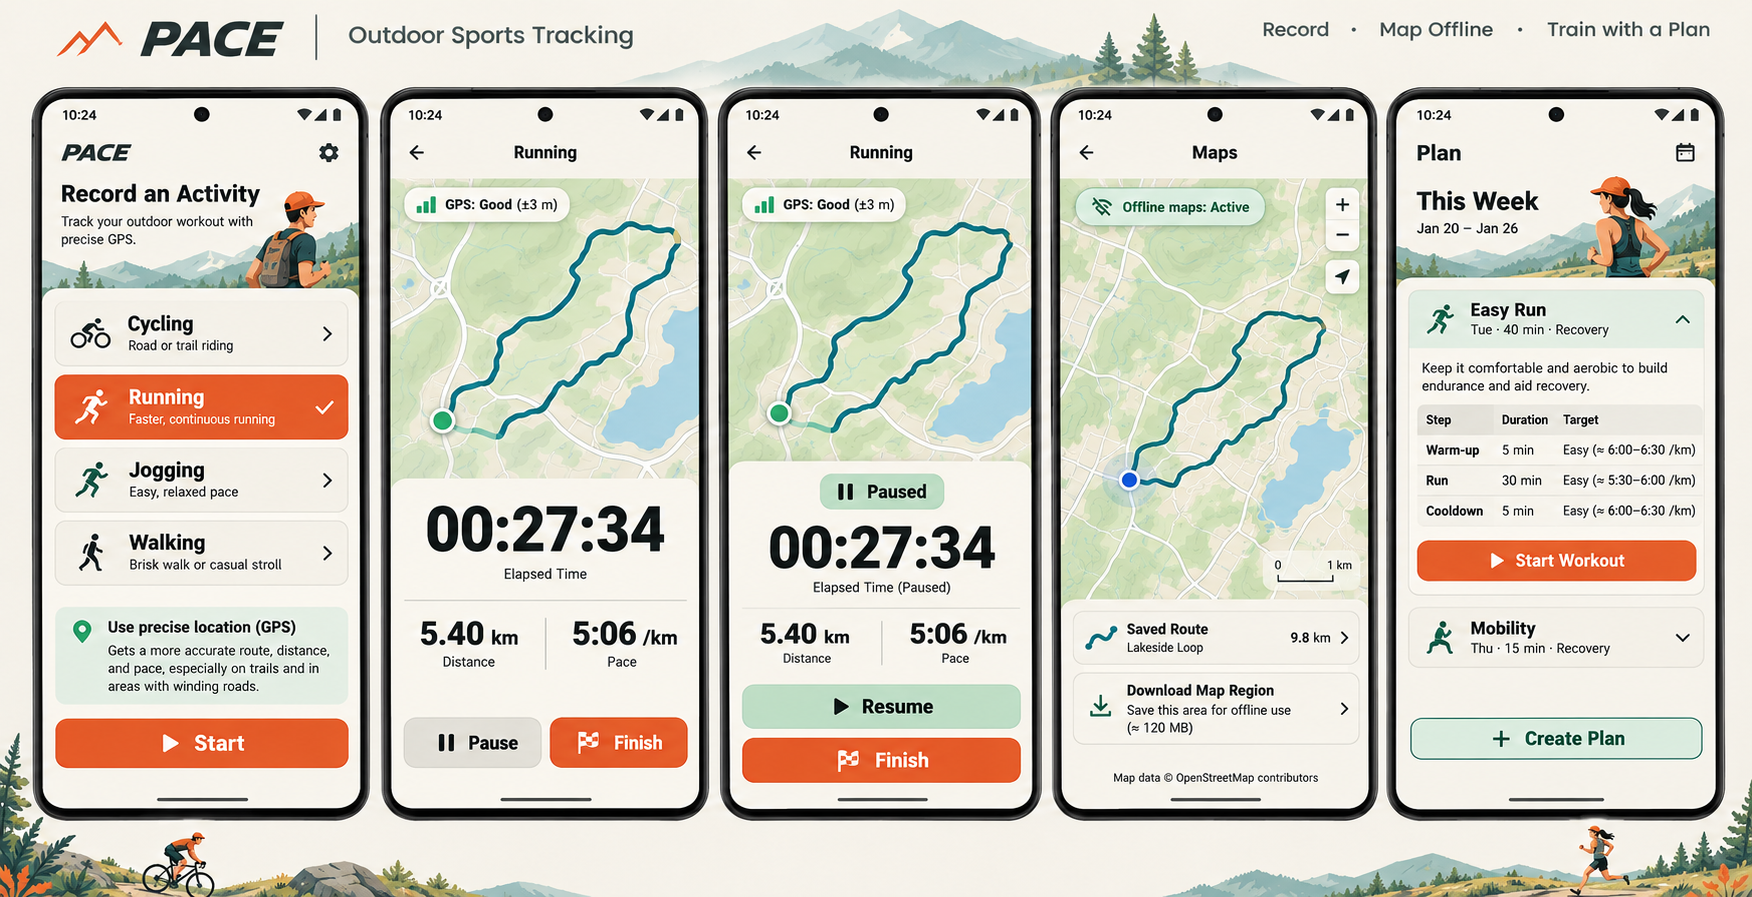 PACE
Outdoor Sports Tracking
Record • Map Offline • Train with a Plan
10:24
PACE
Record an Activity
Track your outdoor workout with
precise GPS.
Cycling
Road or trail riding
Running
Faster, continuous running
Jogging
Easy, relaxed pace
Walking
Brisk walk or casual stroll
Use precise location (GPS)
Gets a more accurate route, distance,
and pace, especially on trails and in
areas with winding roads.
Start
10:24
Running
GPS: Good (±3 m)
00:27:34
Elapsed Time
5.40 km
Distance
5:06 /km
Pace
Pause
Finish
10:24
Running
GPS: Good (±3 m)
Paused
00:27:34
Elapsed Time (Paused)
5.40 km
Distance
5:06 /km
Pace
Resume
Finish
10:24
Maps
Offline maps: Active
+
−
0 1 km
Saved Route
Lakeside Loop
9.8 km
Download Map Region
Save this area for offline use
(≈ 120 MB)
Map data © OpenStreetMap contributors
10:24
Plan
This Week
Jan 20 – Jan 26
Easy Run
Tue · 40 min · Recovery
Keep it comfortable and aerobic to build
endurance and aid recovery.
Step Duration Target
Warm-up 5 min Easy (≈ 6:00–6:30 /km)
Run 30 min Easy (≈ 5:30–6:00 /km)
Cooldown 5 min Easy (≈ 6:00–6:30 /km)
Start Workout
Mobility
Thu · 15 min · Recovery
+ Create Plan